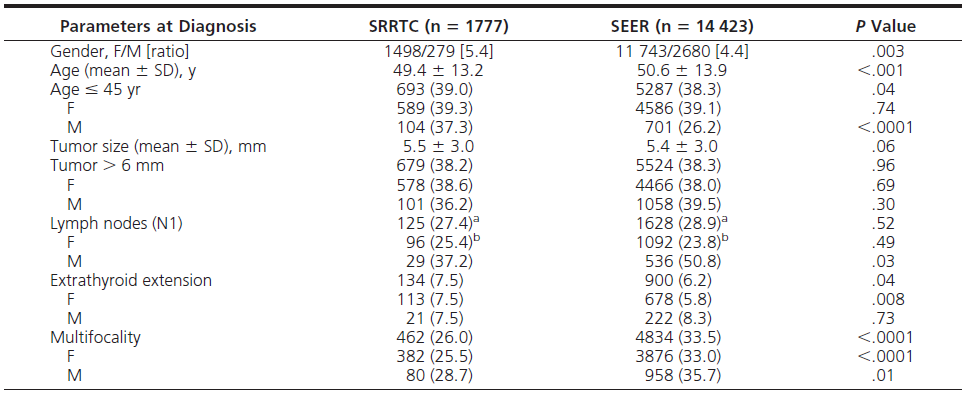 Parameters at Diagnosis SRRTC (n = 1777) SEER (n = 14 423) P Value
Gender, F/M [ratio] 1498/279 [5.4] 11 743/2680 [4.4] .003
Age (mean ± SD), y 49.4 ± 13.2 50.6 ± 13.9 <.001
Age ≤ 45 yr 693 (39.0) 5287 (38.3) .04
F 589 (39.3) 4586 (39.1) .74
M 104 (37.3) 701 (26.2) <.0001
Tumor size (mean ± SD), mm 5.5 ± 3.0 5.4 ± 3.0 .06
Tumor > 6 mm 679 (38.2) 5524 (38.3) .96
F 578 (38.6) 4466 (38.0) .69
M 101 (36.2) 1058 (39.5) .30
Lymph nodes (N1) 125 (27.4)a 1628 (28.9)a .52
F 96 (25.4)b 1092 (23.8)b .49
M 29 (37.2) 536 (50.8) .03
Extrathyroid extension 134 (7.5) 900 (6.2) .04
F 113 (7.5) 678 (5.8) .008
M 21 (7.5) 222 (8.3) .73
Multifocality 462 (26.0) 4834 (33.5) <.0001
F 382 (25.5) 3876 (33.0) <.0001
M 80 (28.7) 958 (35.7) .01